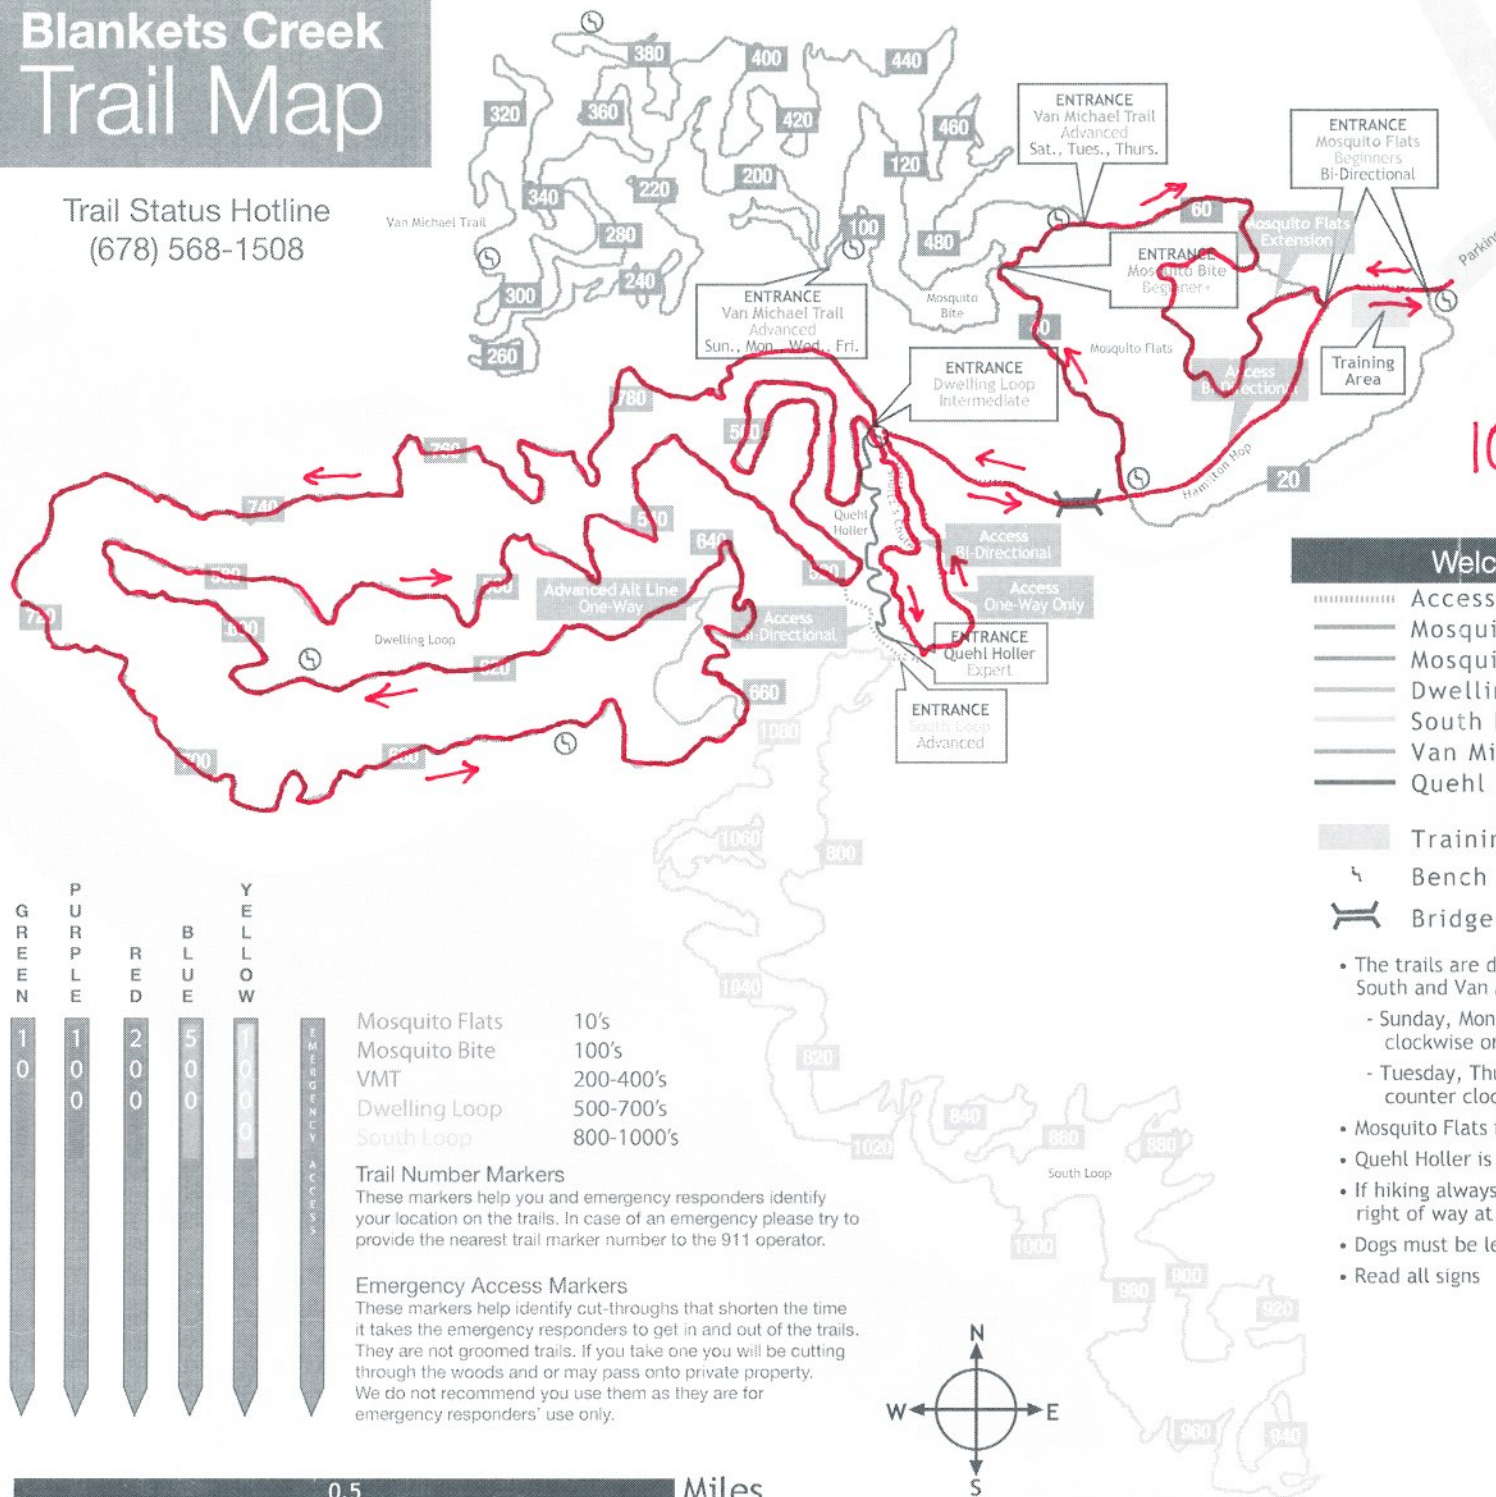 Blankets Creek
Trail Map
Trail Status Hotline
(678) 568-1508
380
400
440
320
360
420
460
120
340
220
200
280
100
480
300
240
260
60
Van Michael Trail
ENTRANCE
Van Michael Trail
Advanced
Sat., Tues., Thurs.
ENTRANCE
Mosquito Flats
Beginners
Bi-Directional
Mosquito Flats
Extension
Parking
ENTRANCE
Mosquito Bite
Beginner+
ENTRANCE
Van Michael Trail
Advanced
Sun., Mon., Wed., Fri.
Mosquito
Bite
Mosquito Flats
Training
Area
ENTRANCE
Dwelling Loop
Intermediate
Access
Bi-Directional
Hamilton Hop
20
10
780
760
740
640
620
660
680
700
720
Quehl
Holler
Access
Bi-Directional
Access
One-Way Only
Advanced Alt Line
One-Way
Access
Bi-Directional
Dwelling Loop
ENTRANCE
Quehl Holler
Expert
ENTRANCE
South Loop
Advanced
1080
1060
800
1040
820
1020
840
860
880
South Loop
1000
980
900
920
960
940
Welc
Access
Mosqui
Mosqui
Dwellin
South
Van Mi
Quehl
Trainin
Bench
Bridge
• The trails are d
South and Van
- Sunday, Mon
clockwise or
- Tuesday, Thu
counter cloc
• Mosquito Flats
• Quehl Holler is
• If hiking always
right of way at
• Dogs must be le
• Read all signs
GREEN
PURPLE
RED
BLUE
YELLOW
10
100
200
500
1000
EMERGENCY ACCESS
Mosquito Flats 10's
Mosquito Bite 100's
VMT 200-400's
Dwelling Loop 500-700's
South Loop 800-1000's
Trail Number Markers
These markers help you and emergency responders identify
your location on the trails. In case of an emergency please try to
provide the nearest trail marker number to the 911 operator.
Emergency Access Markers
These markers help identify cut-throughs that shorten the time
it takes the emergency responders to get in and out of the trails.
They are not groomed trails. If you take one you will be cutting
through the woods and or may pass onto private property.
We do not recommend you use them as they are for
emergency responders' use only.
N
W
E
S
0.5
Miles